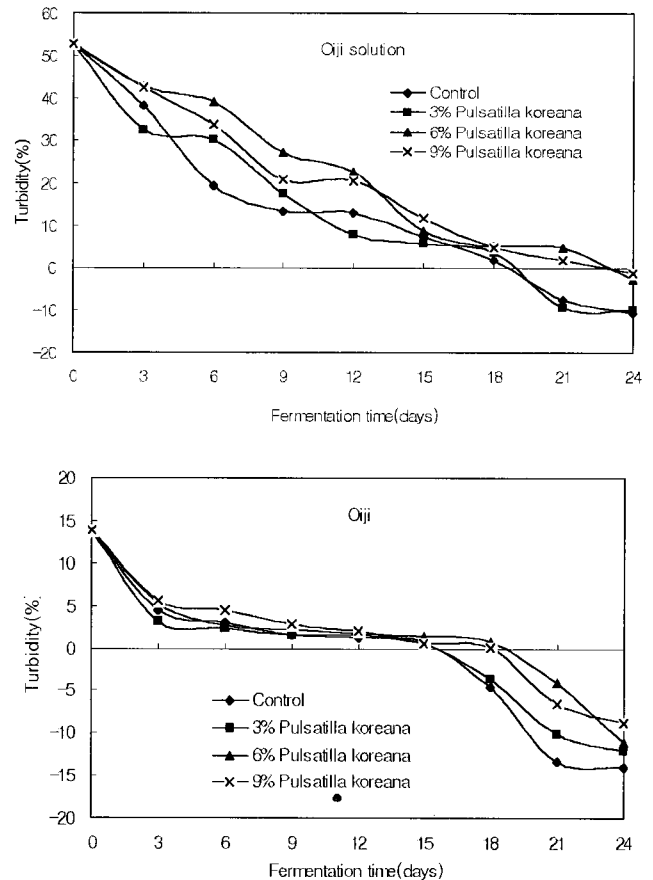 60
50
40
30
20
10
0
-10
-20
Turbidity(%)
Oiji solution
Control
3% Pulsatilla koreana
6% Pulsatilla koreana
9% Pulsatilla koreana
0 3 6 9 12 15 18 21 24
Fermentation time(days)
20
15
10
5
0
-5
-10
-15
-20
Turbidity(%)
Oiji
Control
3% Pulsatilla koreana
6% Pulsatilla koreana
9% Pulsatilla koreana
0 3 6 9 12 15 18 21 24
Fermentation time(days)